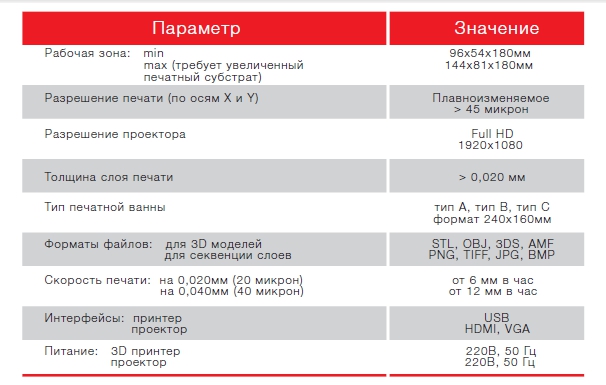 Параметр Значение
Рабочая зона: min 96x54x180мм
max (требует увеличенный 144x81x180мм
печатный субстрат)
Разрешение печати (по осям X и Y) Плавноизменяемое
> 45 микрон
Разрешение проектора Full HD
1920x1080
Толщина слоя печати > 0,020 мм
Тип печатной ванны тип A, тип B, тип C
формат 240x160мм
Форматы файлов: для 3D моделей STL, OBJ, 3DS, AMF
для секвенции слоев PNG, TIFF, JPG, BMP
Скорость печати: на 0,020мм (20 микрон) от 6 мм в час
на 0,040мм (40 микрон) от 12 мм в час
Интерфейсы: принтер USB
проектор HDMI, VGA
Питание: 3D принтер 220В, 50 Гц
проектор 220В, 50 Гц